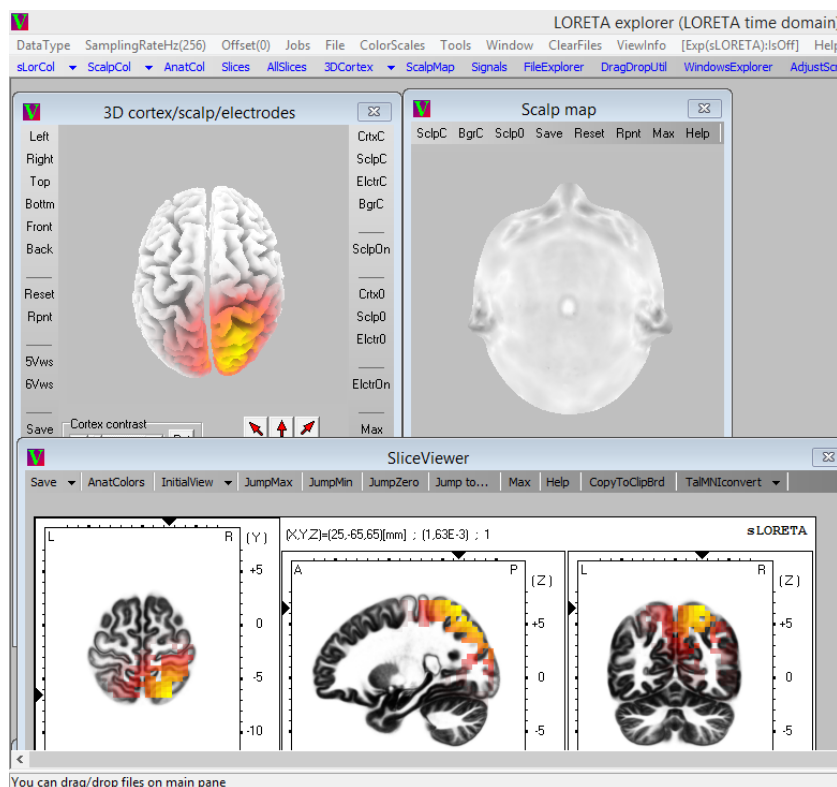 LORETA explorer (LORETA time domain)
DataType SamplingRateHz(256) Offset(0) Jobs File ColorScales Tools Window ClearFiles ViewInfo [Exp(sLORETA):IsOff] Help
sLorCol ScalpCol AnatCol Slices AllSlices 3DCortex ScalpMap Signals FileExplorer DragDropUtil WindowsExplorer AdjustScr
3D cortex/scalp/electrodes
Left
Right
Top
Bottm
Front
Back
Reset
Rpnt
5Vws
6Vws
Save
CrtxC
SclpC
ElctrC
BgrC
SclpOn
Crtx0
Sclp0
Elctr0
ElctrOn
Max
Cortex contrast
Scalp map
SclpC BgrC Sclp0 Save Reset Rpnt Max Help
SliceViewer
Save AnatColors InitialView JumpMax JumpMin JumpZero Jump to... Max Help CopyToClipBrd TalMNIconvert
(X,Y,Z)=(25,-65,65)[mm] ; (1,63E-3) ; 1
sLORETA
L R (Y)
+5
0
-5
-10
A P (Z)
+5
0
-5
L R (Z)
+5
0
-5
You can drag/drop files on main pane